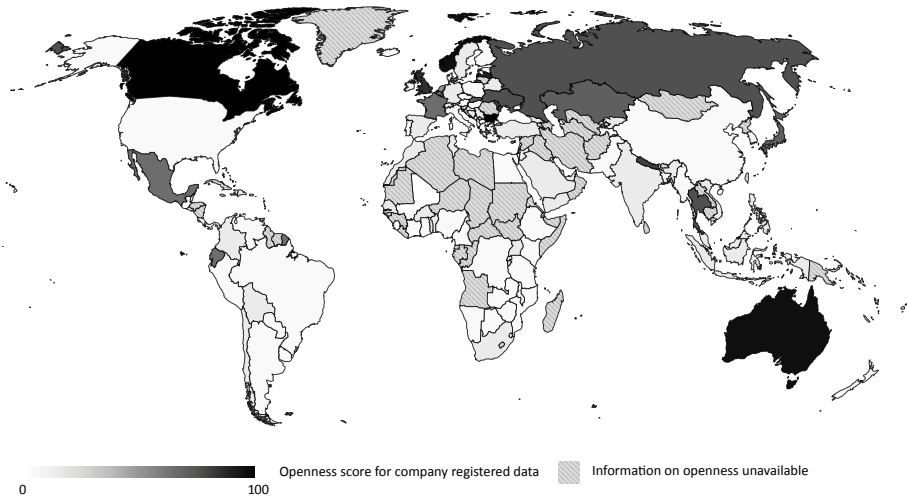 Openness score for company registered data
Information on openness unavailable
0
100